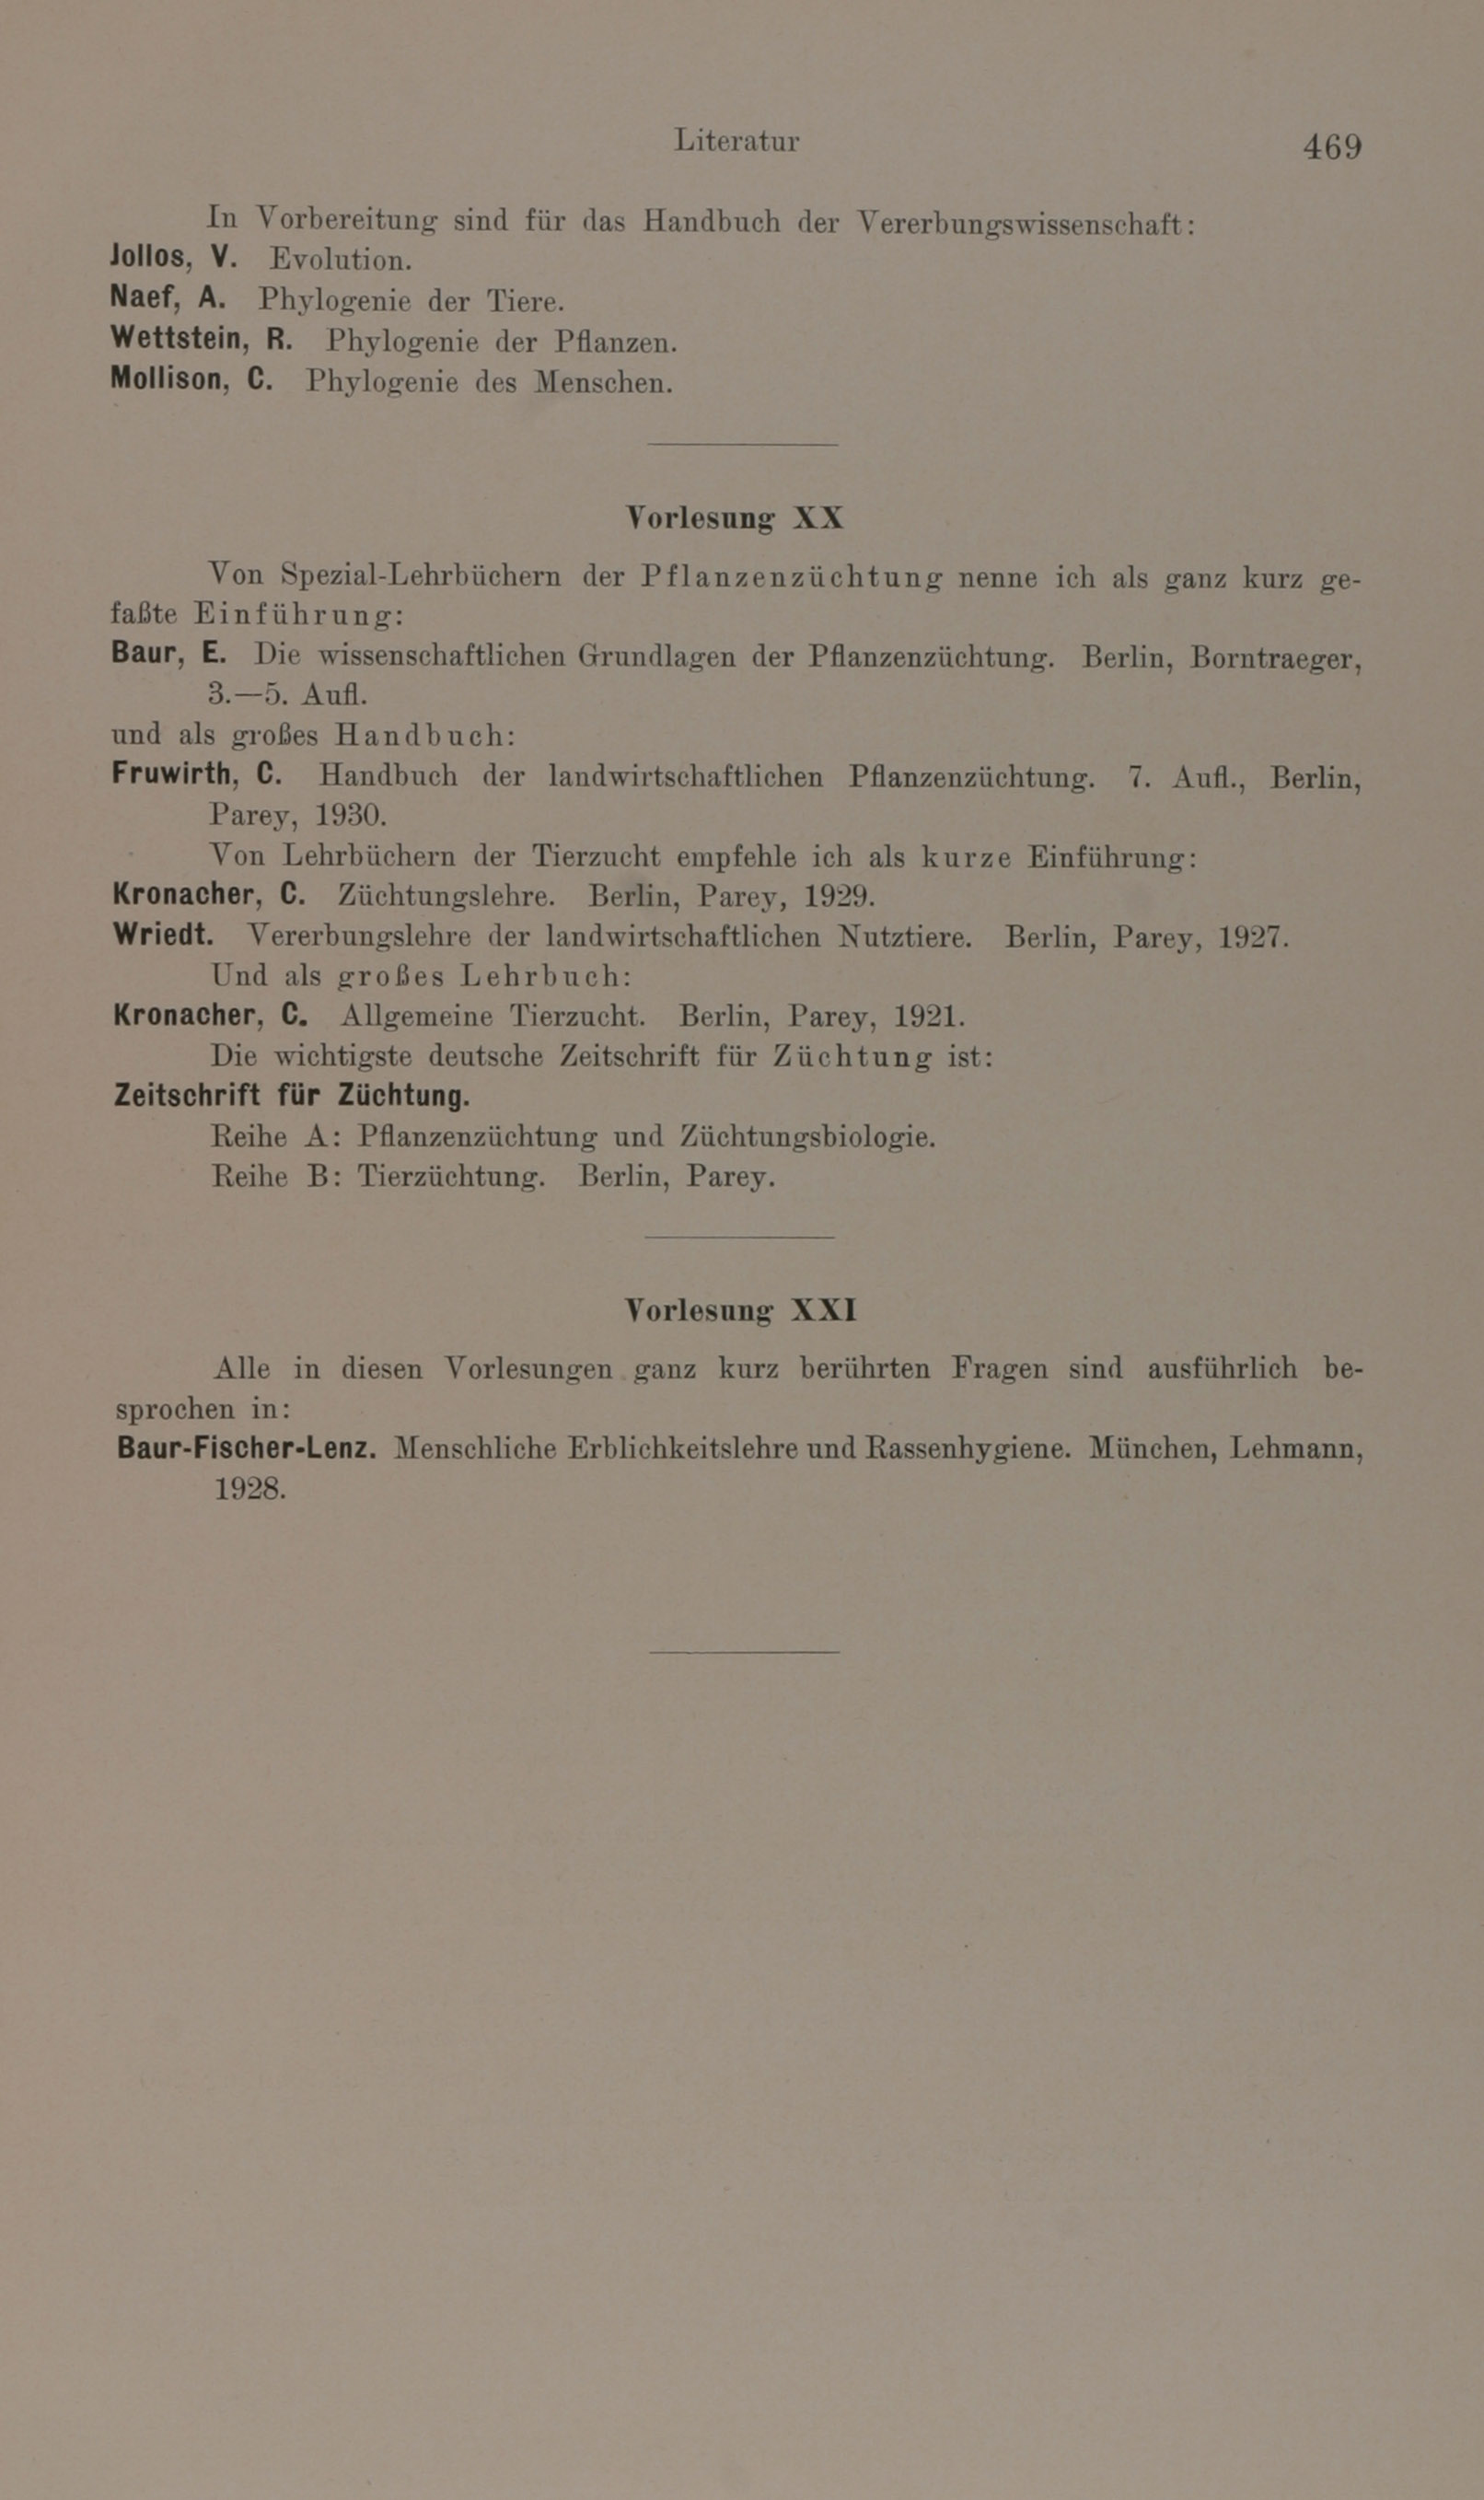 Literatur 469
In Vorbereitung sind für das Handbuch der Vererbungswissenschaft:
Jollos, V. Evolution.
Naef, A. Phylogenie der Tiere.
Wettstein, R. Phylogenie der Pflanzen.
Mollison, C. Phylogenie des Menschen.
Vorlesung XX
Von Spezial-Lehrbüchern der Pflanzenzüchtung nenne ich als ganz kurz ge-
faßte Einführung:
Baur, E. Die wissenschaftlichen Grundlagen der Pflanzenzüchtung. Berlin, Borntraeger,
3.—5. Aufl.
und als großes Handbuch:
Fruwirth, C. Handbuch der landwirtschaftlichen Pflanzenzüchtung. 7. Aufl., Berlin,
Parey, 1930.
Von Lehrbüchern der Tierzucht empfehle ich als kurze Einführung:
Kronacher, C. Züchtungslehre. Berlin, Parey, 1929.
Wriedt. Vererbungslehre der landwirtschaftlichen Nutztiere. Berlin, Parey, 1927.
Und als großes Lehrbuch:
Kronacher, C. Allgemeine Tierzucht. Berlin, Parey, 1921.
Die wichtigste deutsche Zeitschrift für Züchtung ist:
Zeitschrift für Züchtung.
Reihe A: Pflanzenzüchtung und Züchtungsbiologie.
Reihe B: Tierzüchtung. Berlin, Parey.
Vorlesung XXI
Alle in diesen Vorlesungen ganz kurz berührten Fragen sind ausführlich be-
sprochen in:
Baur-Fischer-Lenz. Menschliche Erblichkeitslehre und Rassenhygiene. München, Lehmann,
1928.